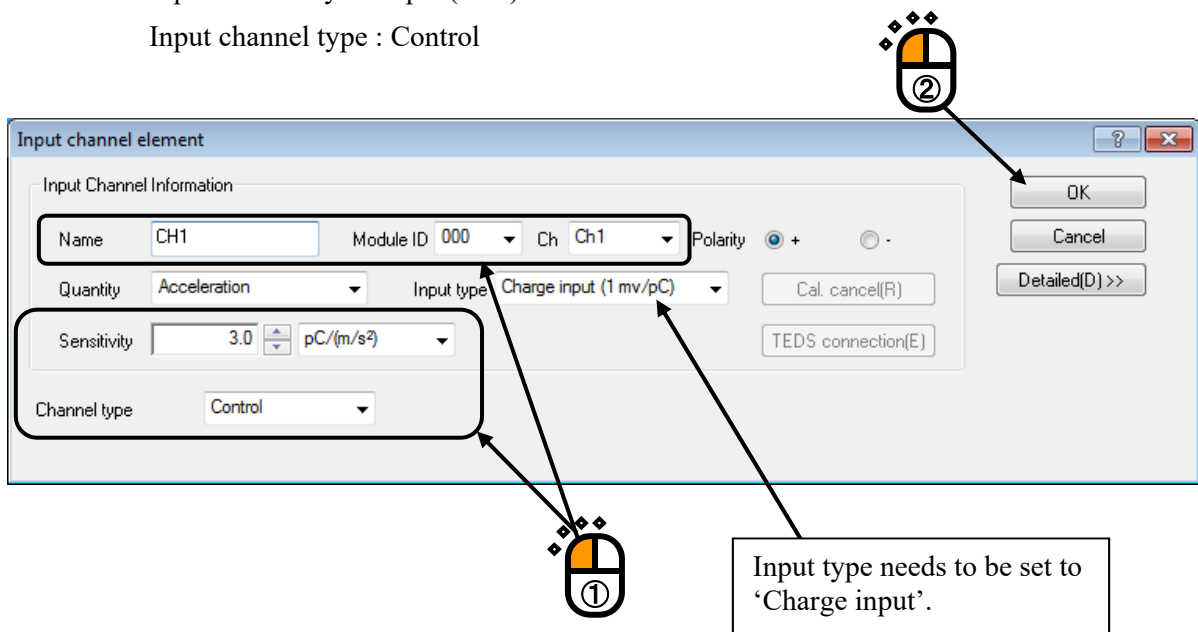 Input channel type : Control
②
Input channel element
Input Channel Information
Name CH1 Module ID 000 Ch Ch1 Polarity + -
OK
Cancel
Quantity Acceleration Input type Charge input (1 mv/pC) Cal. cancel(R) Detailed(D) >>
Sensitivity 3.0 pC/(m/s²) TEDS connection(E)
Channel type Control
①
Input type needs to be set to
‘Charge input’.